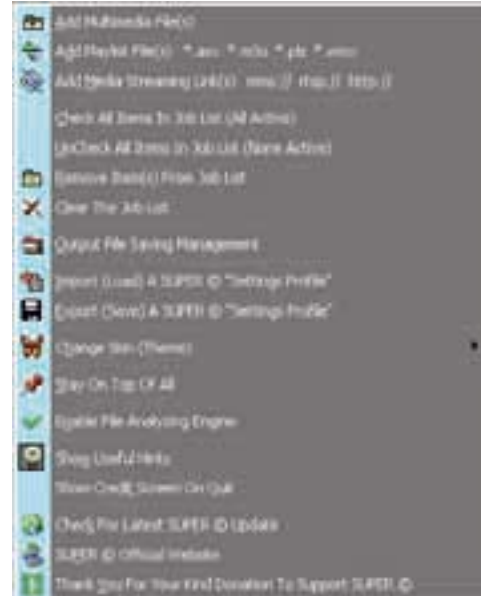 Add Multimedia File(s)
Add Playlist File(s) *.asx *.m3u *.pls *.wmx
Add Media Streaming Link(s) mms:// rtsp:// http://
Check All Items In Job List (All Active)
UnCheck All Items In Job List (None Active)
Remove Item(s) From Job List
Clear The Job List
Output File Saving Management
Import (Load) A SUPER © "Settings Profile"
Export (Save) A SUPER © "Settings Profile"
Change Skin (Theme)
Stay On Top Of All
Enable File Analyzing Engine
Show Useful Hints
Show Credit Screen On Quit
Check For Latest SUPER © Update
SUPER © Official Website
Thank You For Your Kind Donation To Support SUPER ©